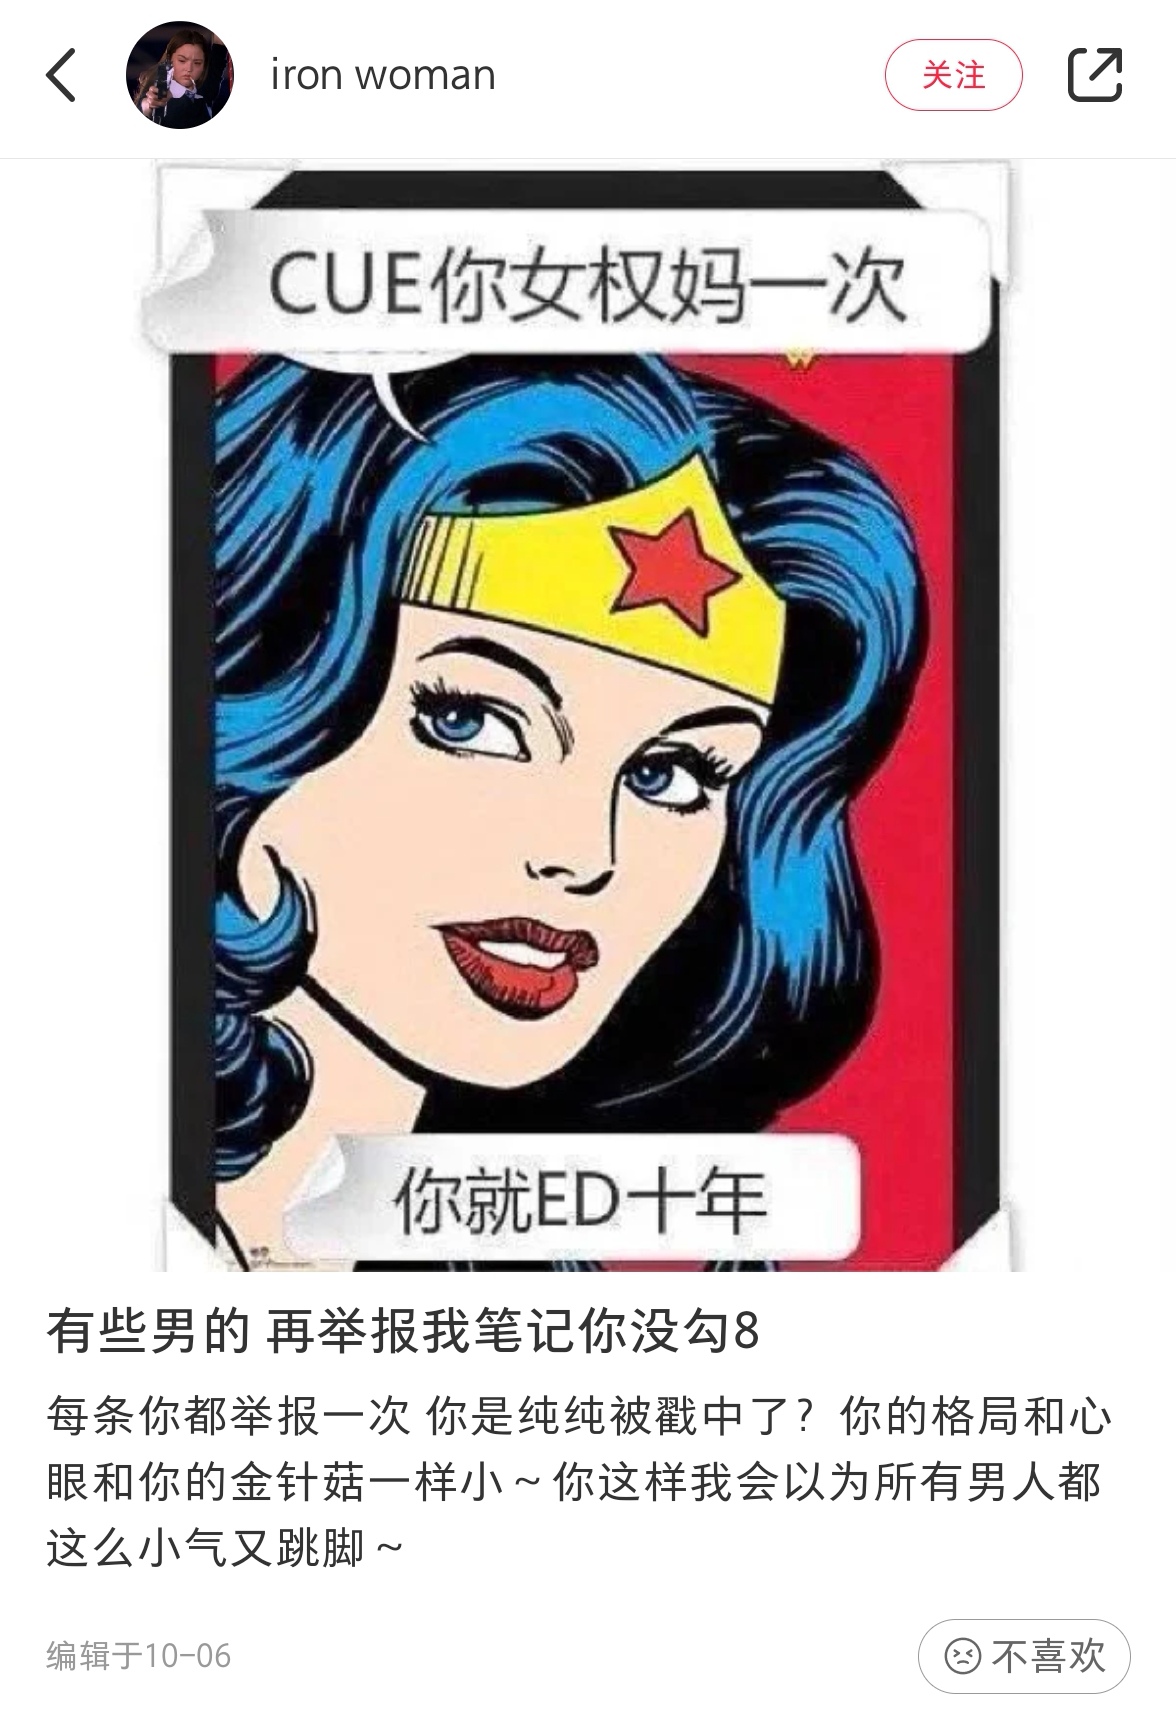 iron woman
关注
CUE你女权妈一次
你就ED十年
有些男的 再举报我笔记你没勾8
每条你都举报一次 你是纯纯被戳中了？你的格局和心
眼和你的金针菇一样小～你这样我会以为所有男人都
这么小气又跳脚～
编辑于10-06
不喜欢